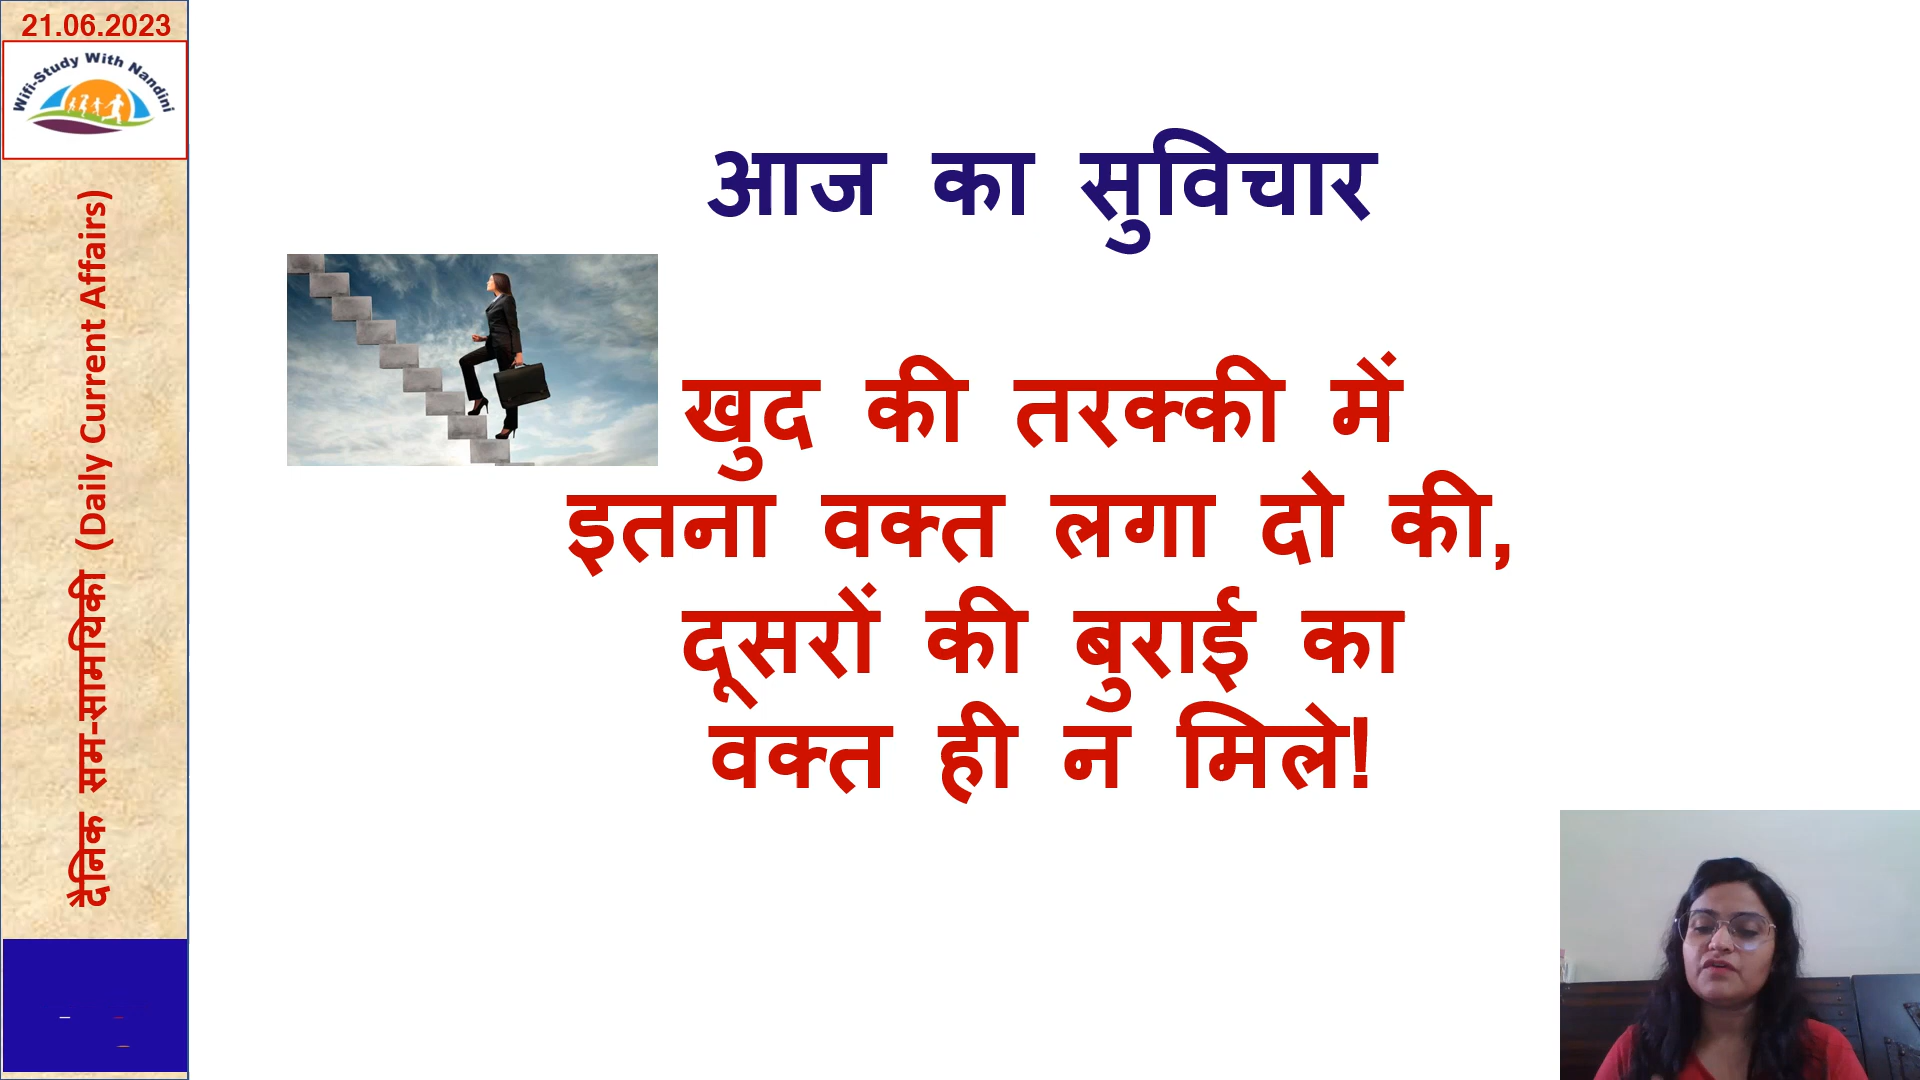 21.06.2023
Wifi-Study With Nandini
दैनिक सम-सामयिकी (Daily Current Affairs)
आज का सुविचार
खुद की तरक्की में
इतना वक्त लगा दो की,
दूसरों की बुराई का
वक्त ही न मिले!